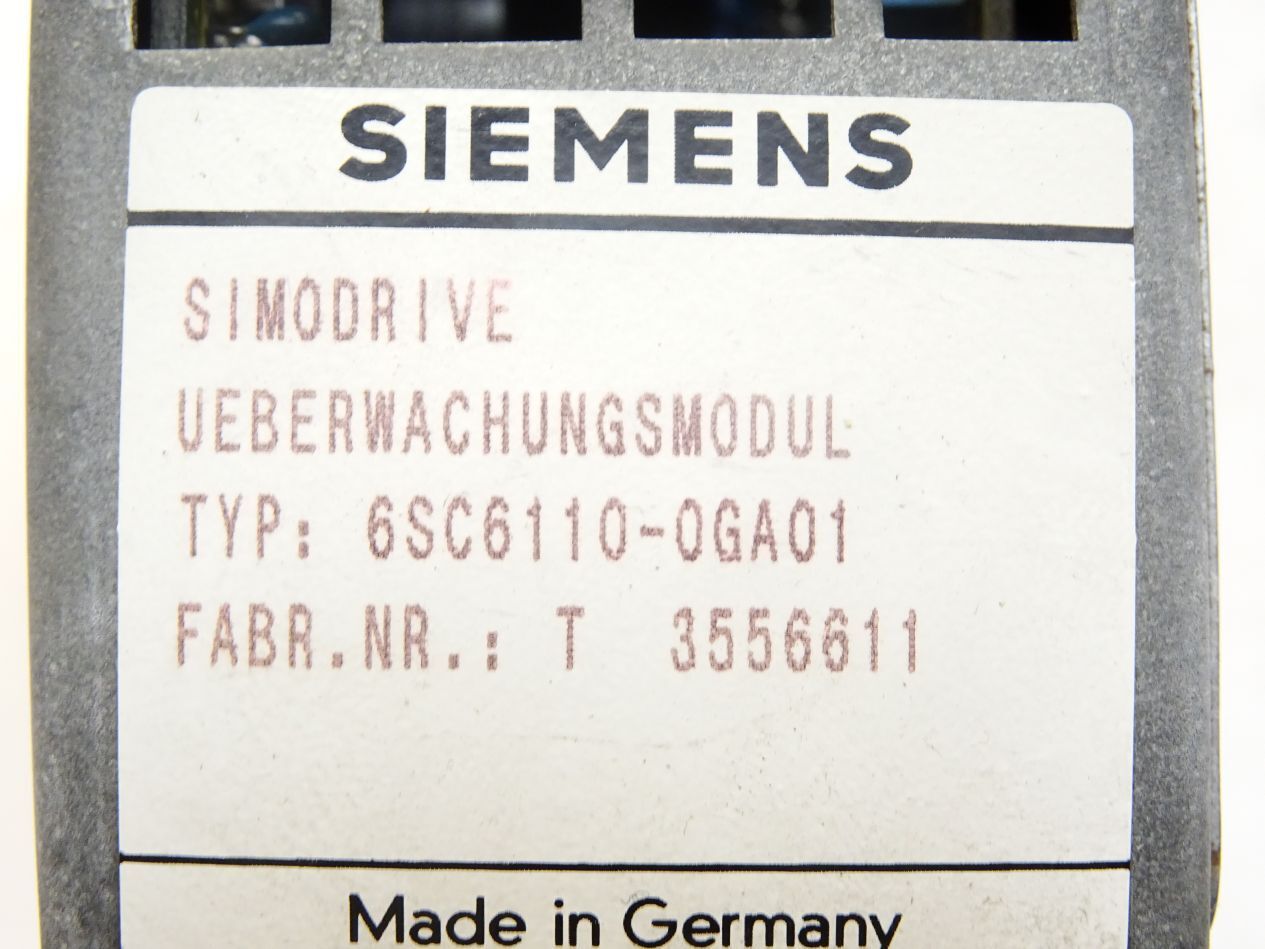 SIEMENS
SIMODRIVE
UEBERWACHUNGSMODUL
TYP: 6SC6110-0GA01
FABR.NR.: T 3556611
Made in Germany